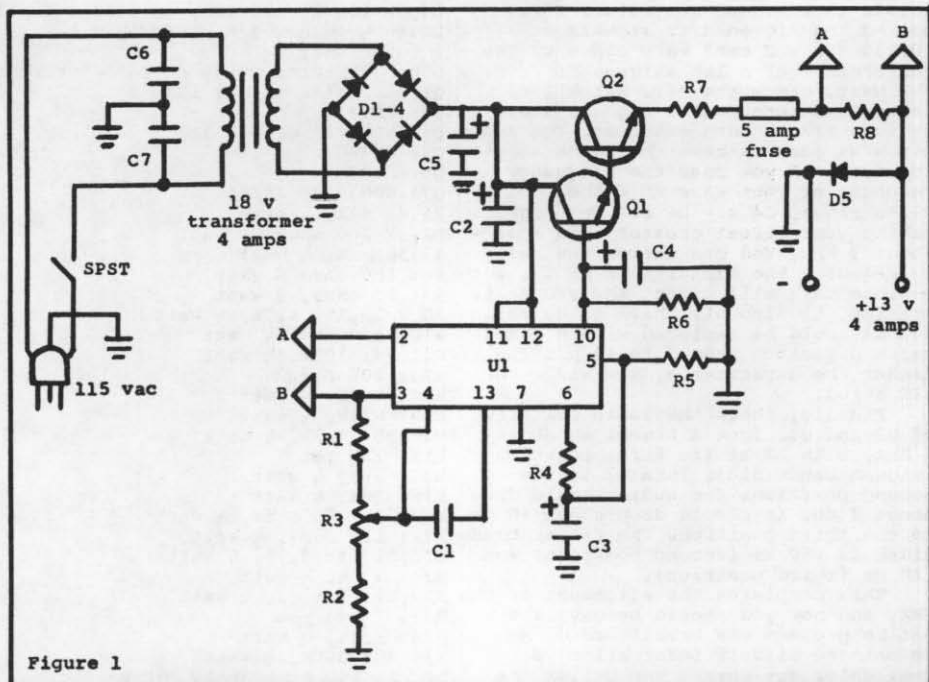 A
B
C6
Q2
R7
D1-4
5 amp
fuse
R8
C7
C5
D5
18 v
transformer
4 amps
C2
Q1
C4
SPST
-
+13 v
4 amps
R6
A
2
11
12
10
U1
5
R5
115 vac
B
3
4
13
7
6
R1
R4
R3
C1
C3
R2
Figure 1